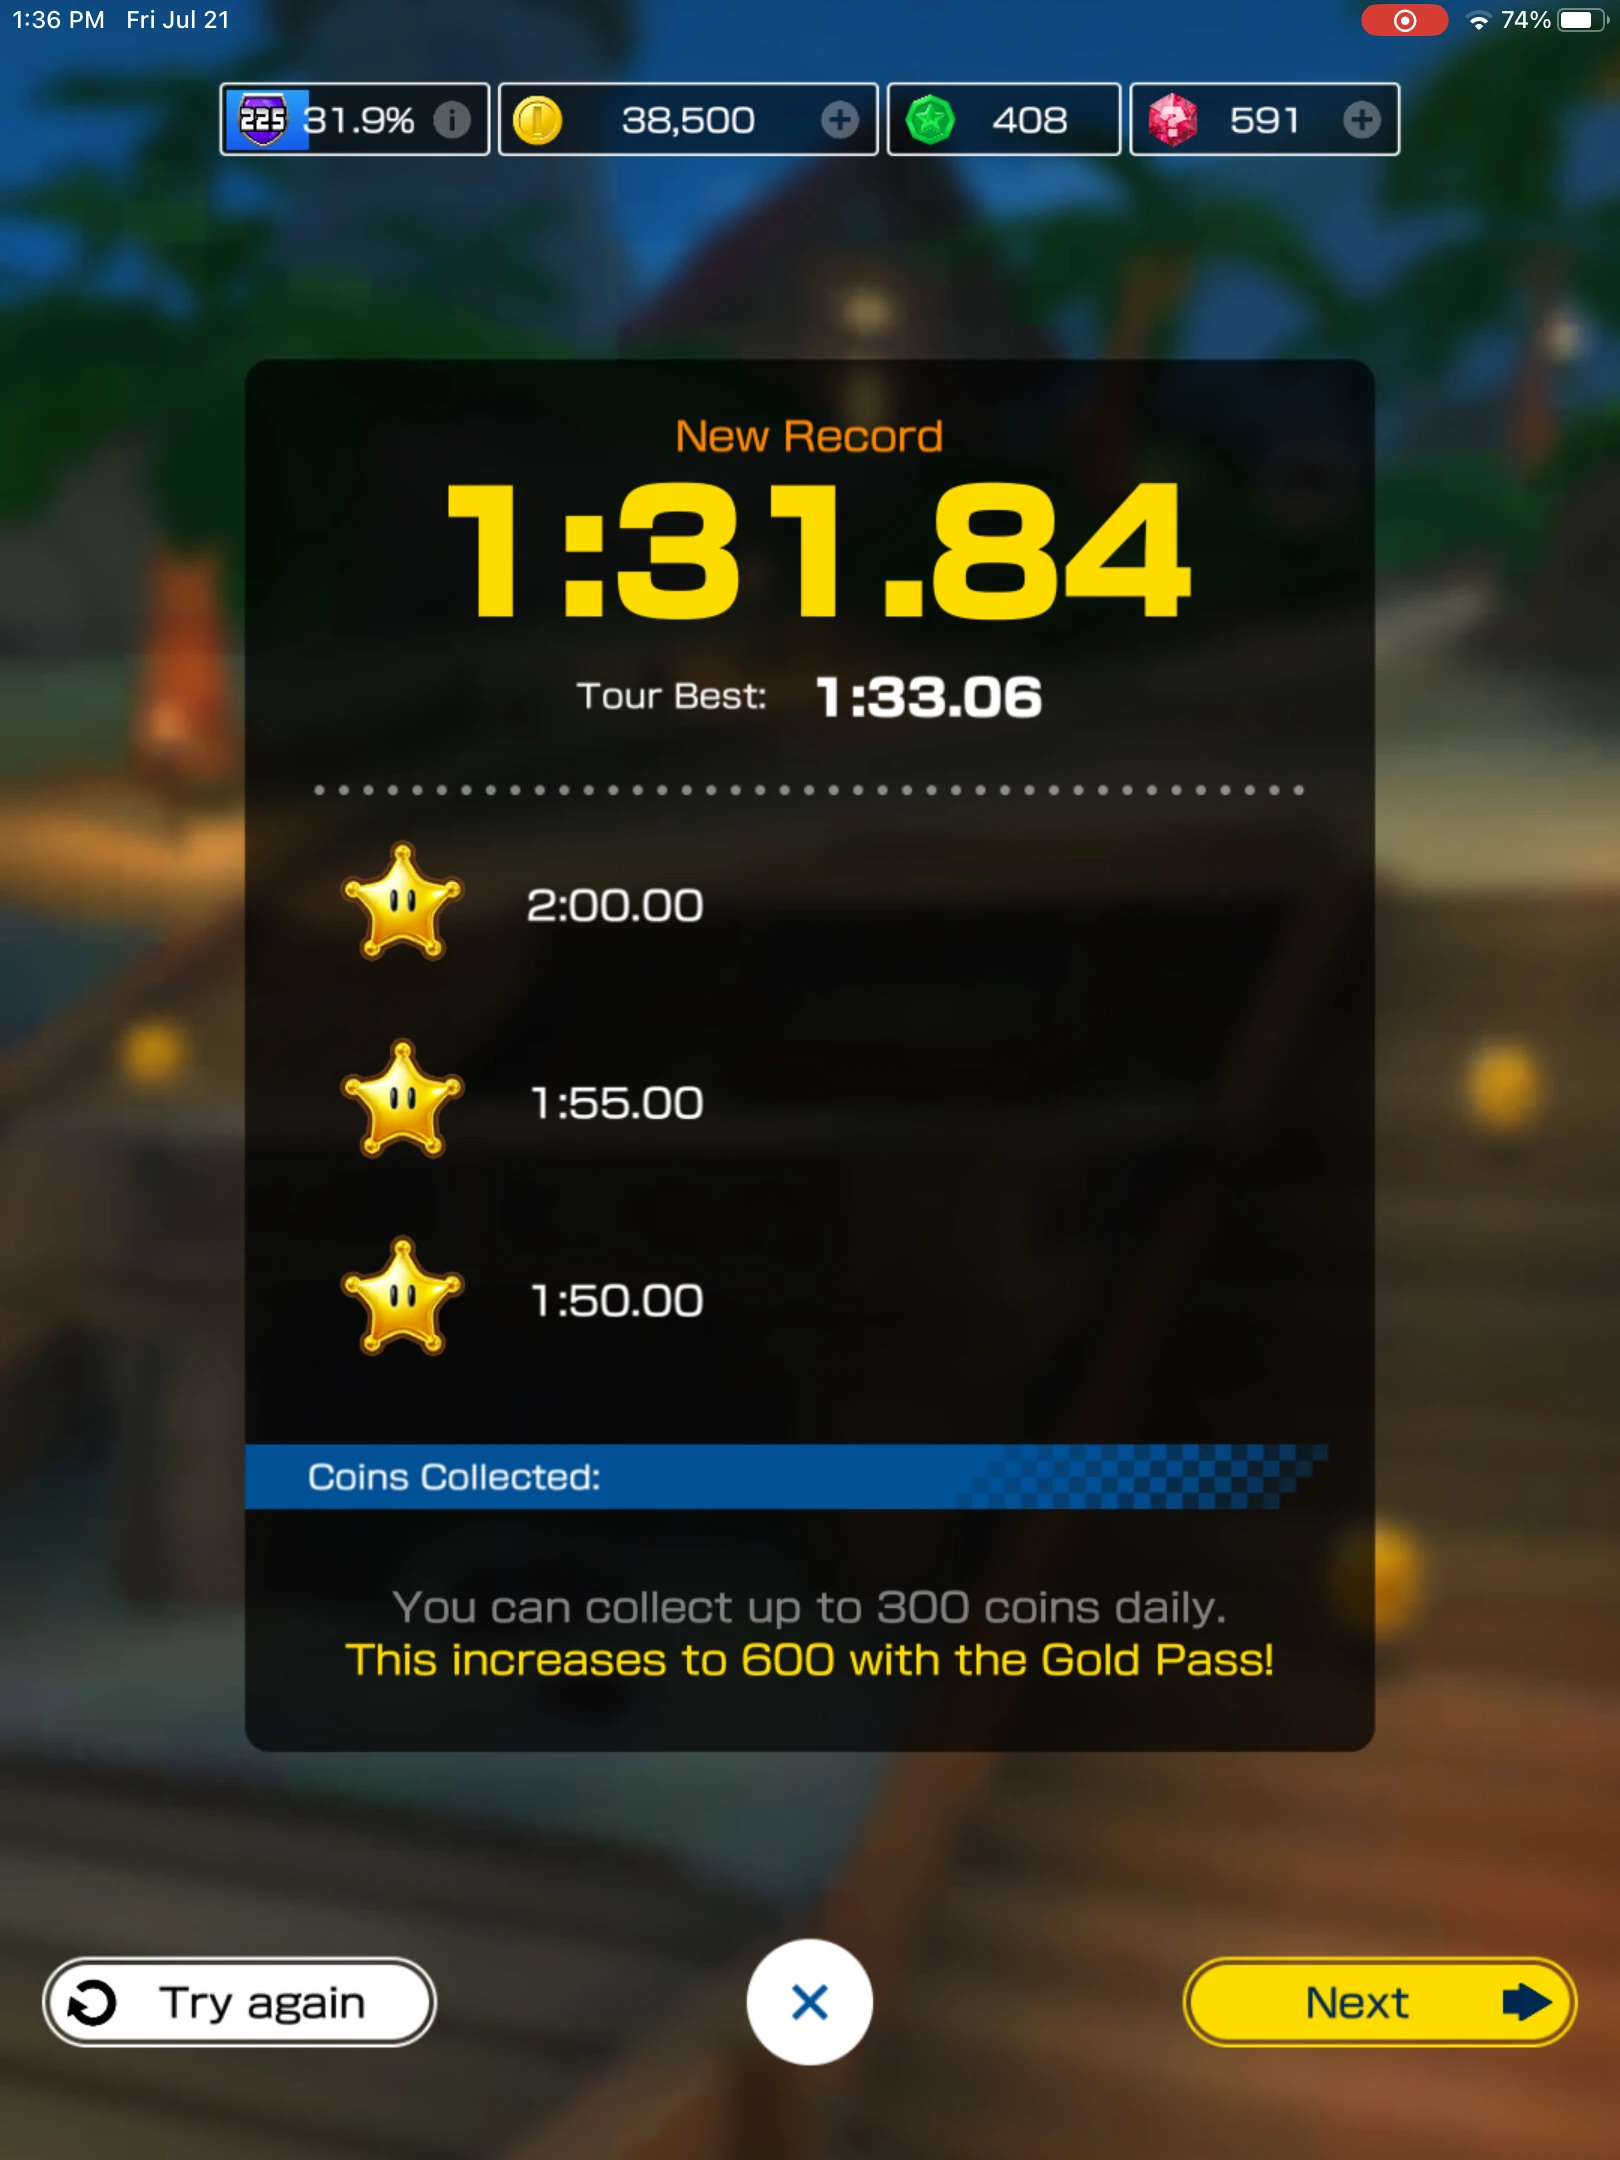 1:36 PM Fri Jul 21 74%
225 31.9% i 38,500 + 408 ? 591 +
New Record
1:31.84
Tour Best: 1:33.06
2:00.00
1:55.00
1:50.00
Coins Collected:
You can collect up to 300 coins daily.
This increases to 600 with the Gold Pass!
Try again × Next